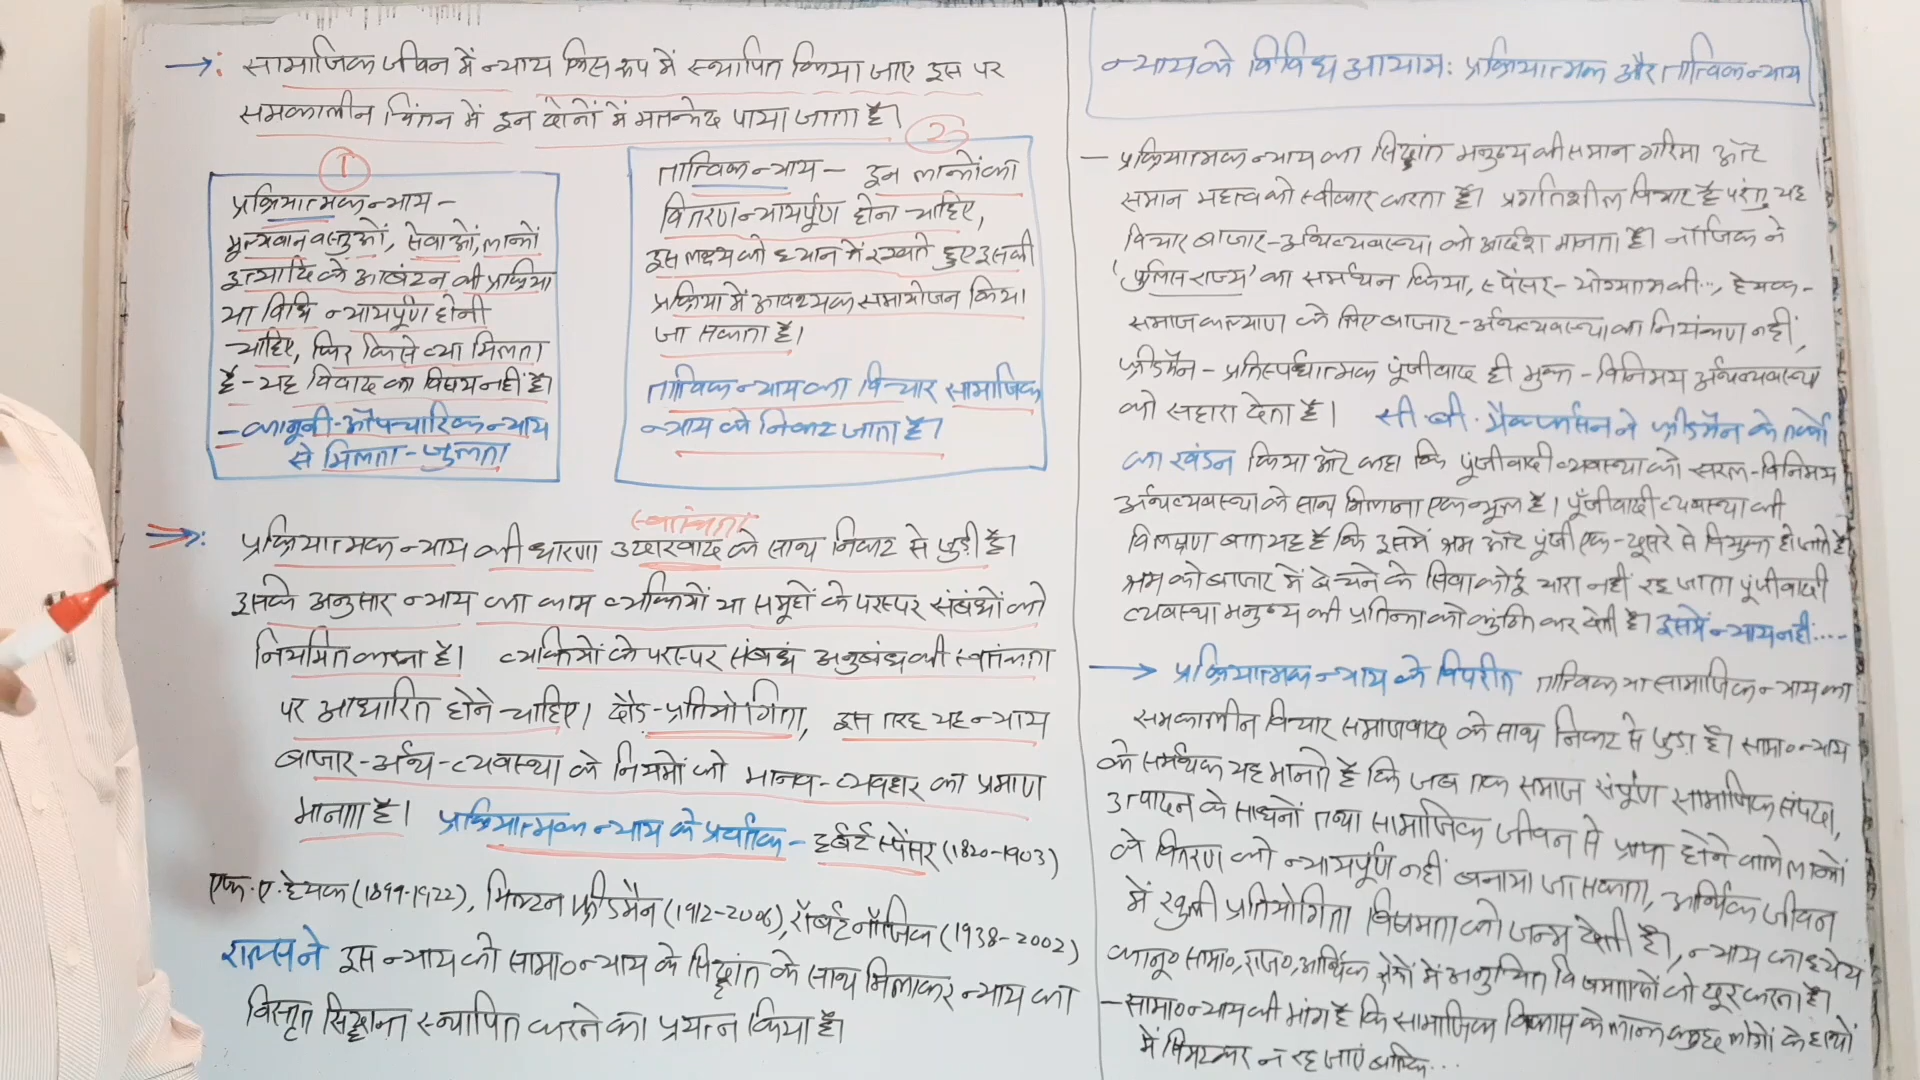 →: सामाजिक जीवन में न्याय किस रूप में स्थापित किया जाए इस पर
समकालीन चिंतन में इन दोनों में मतभेद पाया जाता है।
1
प्रक्रियात्मक न्याय -
मूल्यवान वस्तुओं, सेवाओं, लाभों
इत्यादि के आबंटन की प्रक्रिया
या विधि न्यायपूर्ण होनी
चाहिए, फिर किसे क्या मिलता
है - यह विवाद का विषय नहीं है।
- कानूनी-औपचारिक न्याय
से मिलता-जुलता
2
तात्विक न्याय - इन लाभों का
वितरण न्यायपूर्ण होना चाहिए,
इस लक्ष्य को ध्यान में रखते हुए इसकी
प्रक्रिया में आवश्यक समायोजन किया
जा सकता है।
तात्विक न्याय का विचार सामाजिक
न्याय के निकट जाता है।
स्वतंत्रता
⇒: प्रक्रियात्मक न्याय की धारणा उदारवाद के साथ निकट से जुड़ी है।
इसके अनुसार न्याय का काम व्यक्तियों या समूहों के परस्पर संबंधों को
नियमित करना है। व्यक्तियों के परस्पर संबंध अनुबंध की स्वतंत्रता
पर आधारित होने चाहिए। दौड़-प्रतियोगिता, इस तरह यह न्याय
बाजार-अर्थ-व्यवस्था के नियमों को मानव-व्यवहार का प्रमाण
मानता है। प्रक्रियात्मक न्याय के प्रवर्तक - हर्बर्ट स्पेंसर (1820-1903)
एफ.ए. हेयक (1899-1922), मिल्टन फ्रीडमैन (1912-2006), रॉबर्ट नॉजिक (1938-2002)
राल्स ने इस न्याय को सामा० न्याय के सिद्धांत के साथ मिलाकर न्याय का
विस्तृत सिद्धान्त स्थापित करने का प्रयत्न किया है।
न्याय के विविध आयाम: प्रक्रियात्मक और तात्विक न्याय
- प्रक्रियात्मक न्याय का सिद्धांत मनुष्य की समान गरिमा और
समान महत्व को स्वीकार करता है। प्रगतिशील विचार है परंतु यह
विचार बाजार-अर्थव्यवस्था को आदर्श मानता है। नॉजिक ने
'पुलिस राज्य' का समर्थन किया, स्पेंसर - योग्यतम की..., हेयक -
समाज कल्याण के लिए बाजार-अर्थव्यवस्था का नियंत्रण नहीं,
फ्रीडमैन - प्रतिस्पर्धात्मक पूंजीवाद ही मुक्त-विनिमय अर्थव्यवस्था
को सहारा देता है। सी.बी. मैक्फर्सन ने फ्रीडमैन के तर्कों
का खंडन किया और कहा कि पूंजीवादी व्यवस्था को सरल-विनिमय
अर्थव्यवस्था के साथ मिलाना एक भूल है। पूँजीवादी व्यवस्था की
विलक्षण बात यह है कि इसमें श्रम और पूंजी एक-दूसरे से वियुक्त हो जाते हैं
श्रम को बाजार में बेचने के सिवा कोई चारा नहीं रह जाता पूंजीवादी
व्यवस्था मनुष्य की प्रतिभा को कुंठित कर देती है। इसमें न्याय नहीं....
→ प्रक्रियात्मक न्याय के विपरीत तात्विक या सामाजिक न्याय का
समकालीन विचार समाजवाद के साथ निकट से जुड़ा है। सामा० न्याय
के समर्थक यह मानते हैं कि जब तक समाज संपूर्ण सामाजिक संपदा,
उत्पादन के साधनों तथा सामाजिक जीवन से प्राप्त होने वाले लाभों
के वितरण को न्यायपूर्ण नहीं बनाया जा सकता, आर्थिक जीवन
में खुली प्रतियोगिता विषमता को जन्म देती है, न्याय का ध्येय
कानू० सामा०, राज०, आर्थिक क्षेत्रों में अनुचित विषमताओं को दूर करना है।
- सामा० न्याय की मांग है कि सामाजिक विकास के लाभ कुछ लोगों के हाथों
में सिमटकर न रह जाएं बल्कि...